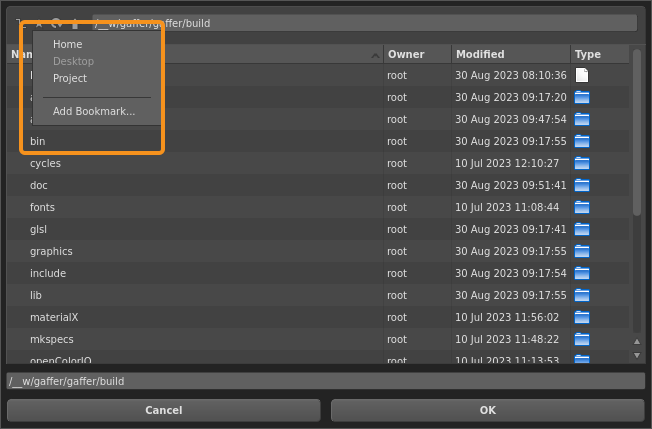 /__w/gaffer/gaffer/build
Home
Desktop
Project
Add Bookmark...
Owner Modified Type
root 30 Aug 2023 08:10:36
root 30 Aug 2023 09:17:20
root 30 Aug 2023 09:47:54
bin root 30 Aug 2023 09:17:55
cycles root 10 Jul 2023 12:10:27
doc root 30 Aug 2023 09:51:41
fonts root 10 Jul 2023 11:08:44
glsl root 30 Aug 2023 09:17:41
graphics root 30 Aug 2023 09:17:55
include root 30 Aug 2023 09:17:54
lib root 30 Aug 2023 09:17:55
materialX root 10 Jul 2023 11:56:02
mkspecs root 10 Jul 2023 11:48:22
openColorIO root 10 Jul 2023 11:13:53
/__w/gaffer/gaffer/build
Cancel OK